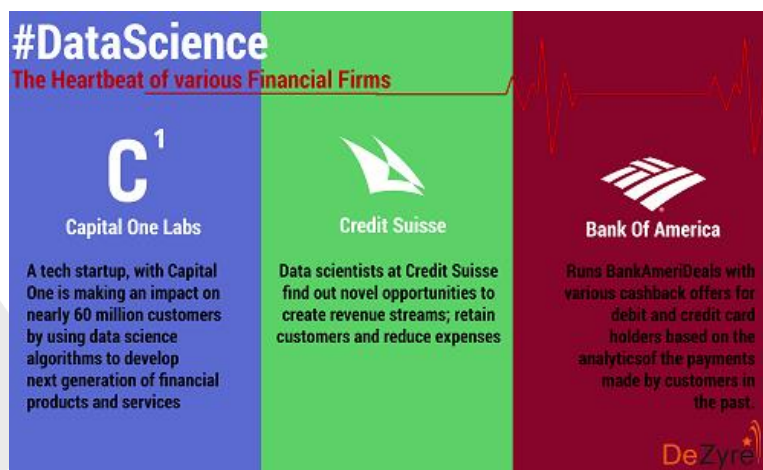 #DataScience
The Heartbeat of various Financial Firms
C1
Capital One Labs
A tech startup, with Capital
One is making an impact on
nearly 60 million customers
by using data science
algorithms to develop
next generation of financial
products and services
Credit Suisse
Data scientists at Credit Suisse
find out novel opportunities to
create revenue streams; retain
customers and reduce expenses
Bank Of America
Runs BankAmeriDeals with
various cashback offers for
debit and credit card
holders based on the
analyticsof the payments
made by customers in
the past.
DeZyre